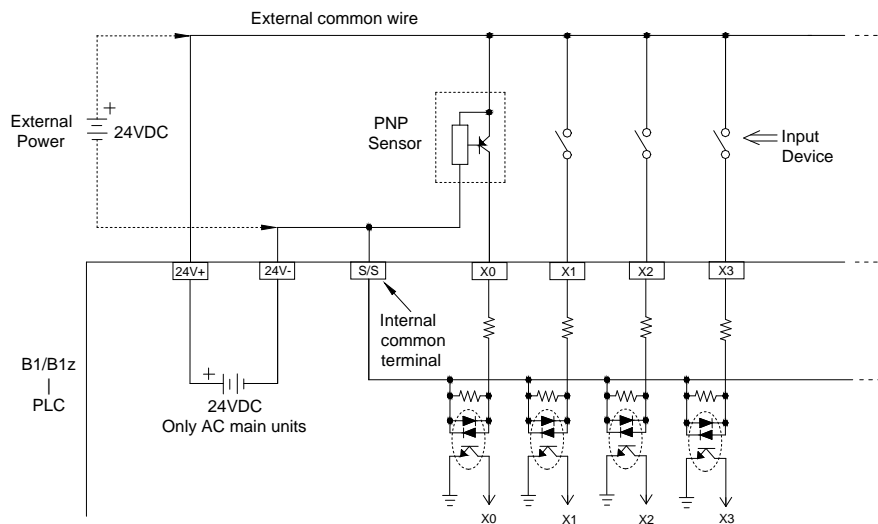 External common wire
External
Power
+
24VDC
PNP
Sensor
Input
Device
24V+
24V-
S/S
X0
X1
X2
X3
Internal
common
terminal
B1/B1z
PLC
+
24VDC
Only AC main units
X0
X1
X2
X3